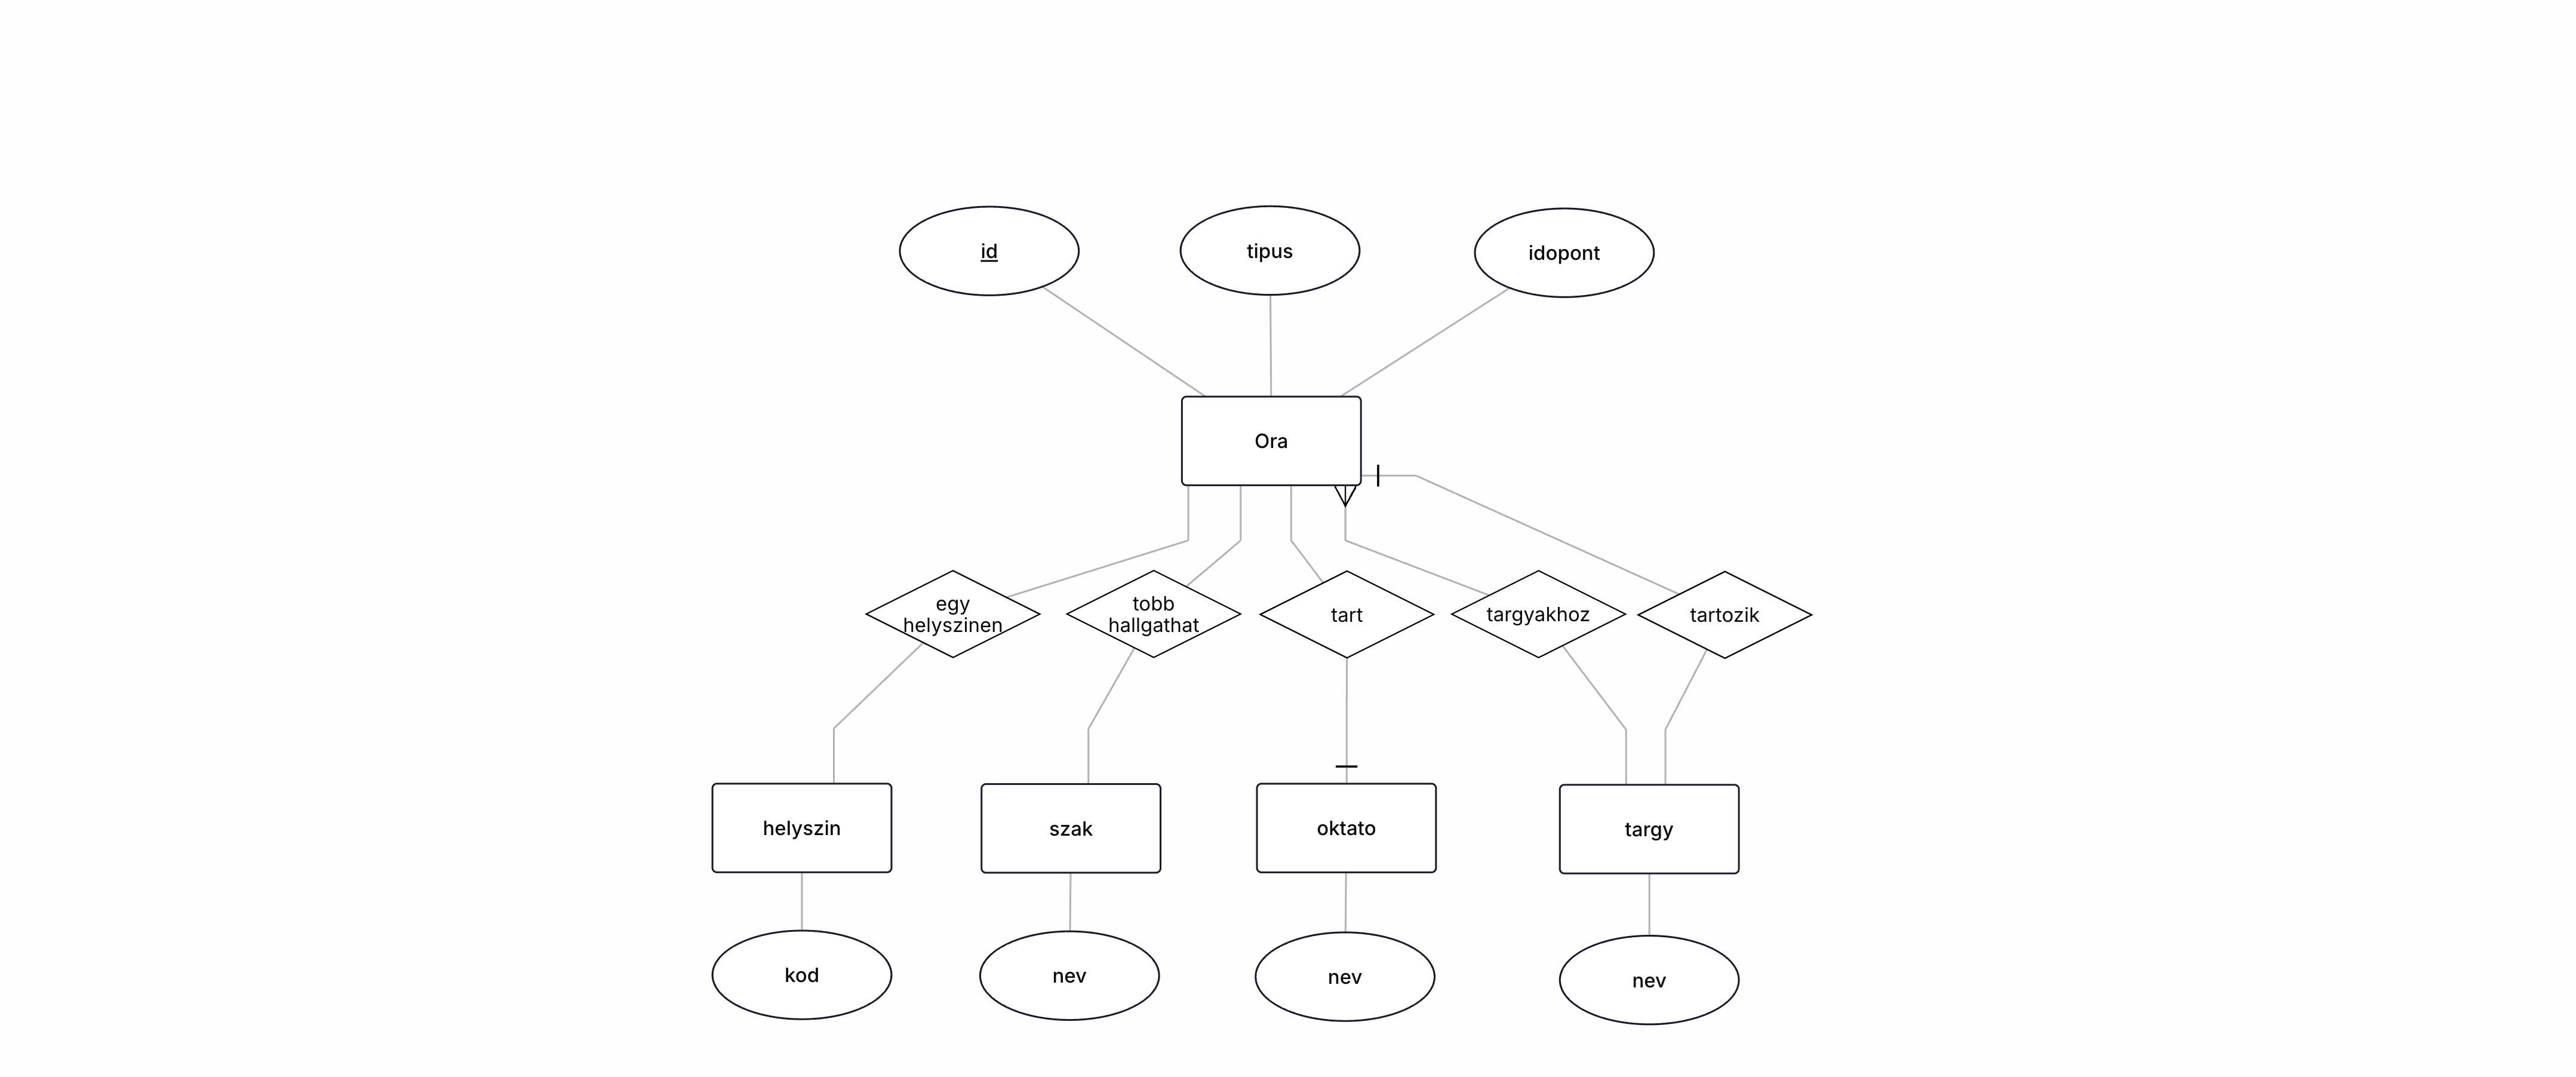 id
tipus
idopont
Ora
egy
helyszinen
tobb
hallgathat
tart
targyakhoz
tartozik
helyszin
szak
oktato
targy
kod
nev
nev
nev